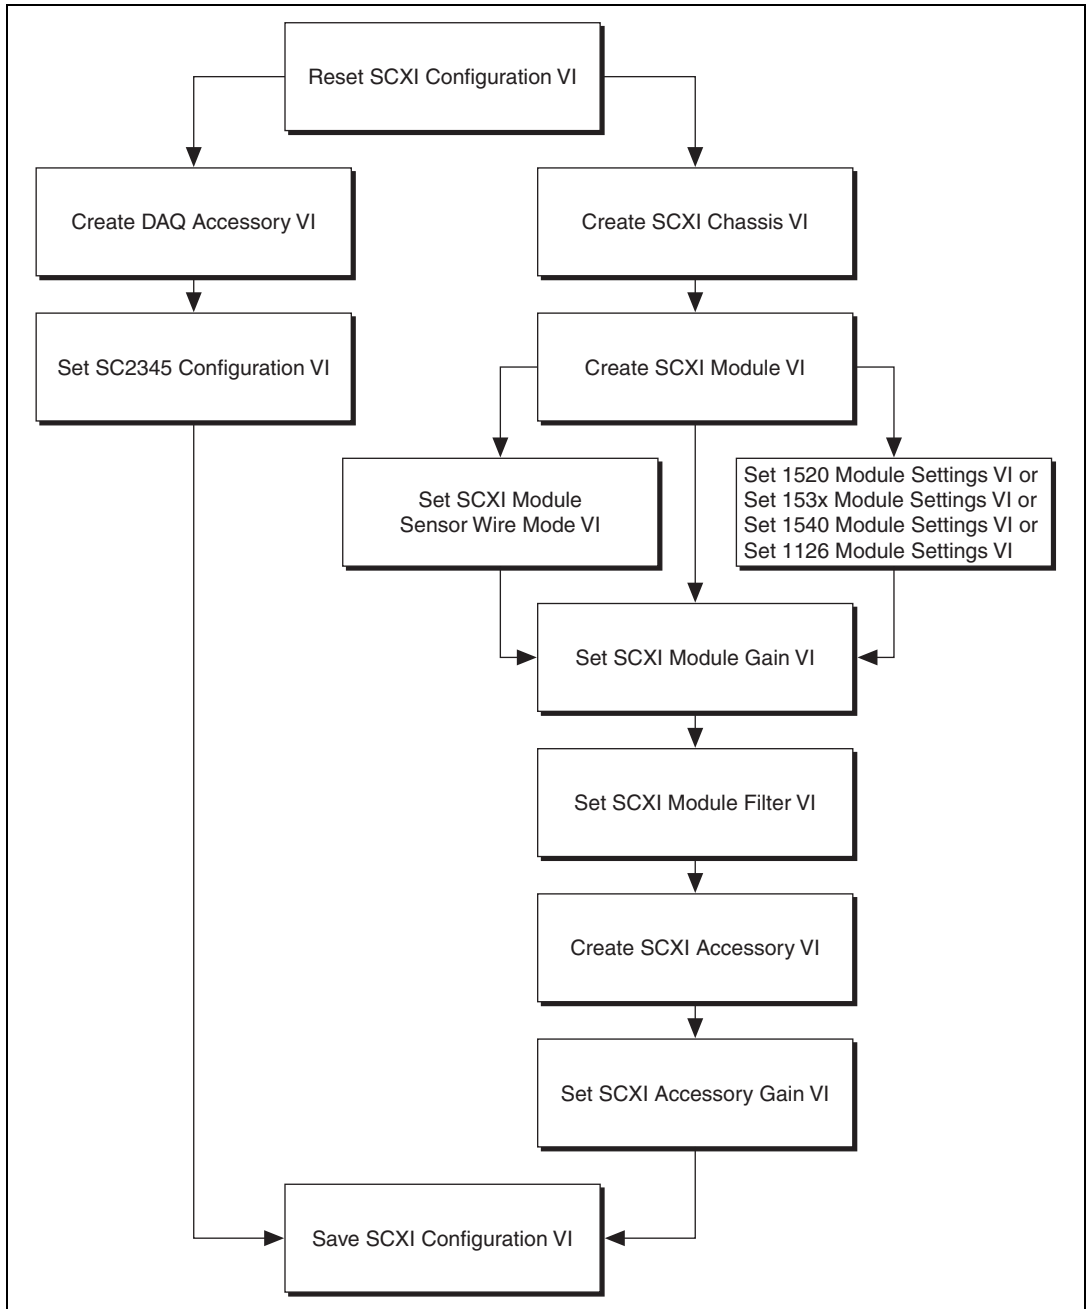 Reset SCXI Configuration VI
Create DAQ Accessory VI
Create SCXI Chassis VI
Set SC2345 Configuration VI
Create SCXI Module VI
Set SCXI Module
Sensor Wire Mode VI
Set 1520 Module Settings VI or
Set 153x Module Settings VI or
Set 1540 Module Settings VI or
Set 1126 Module Settings VI
Set SCXI Module Gain VI
Set SCXI Module Filter VI
Create SCXI Accessory VI
Set SCXI Accessory Gain VI
Save SCXI Configuration VI